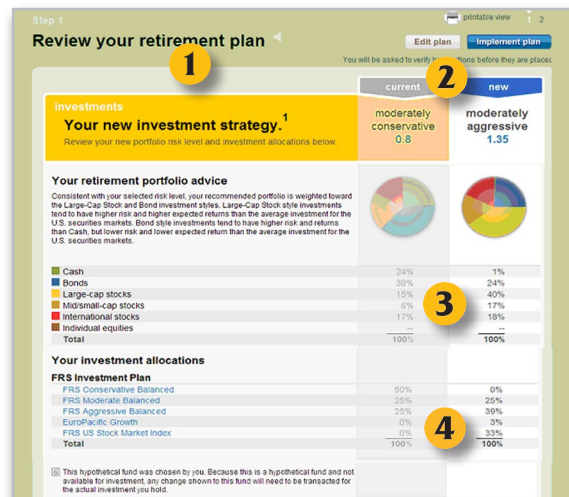 Step 1
printable view 1 2
Review your retirement plan
Edit plan Implement plan
1
You will be asked to verify
ions before they are placed
2
current new
investments
Your new investment strategy.1
Review your new portfolio risk level and investment allocations below.
moderately conservative 0.8
moderately aggressive 1.35
Your retirement portfolio advice
Consistent with your selected risk level, your recommended portfolio is weighted toward
the Large-Cap Stock and Bond investment styles. Large-Cap Stock style investments
tend to have higher risk and higher expected returns than the average investment for the
U.S. securities markets. Bond style investments tend to have higher risk and returns
than Cash, but lower risk and lower expected return than the average investment for the
U.S. securities markets.
Cash 24% 1%
Bonds 38% 24%
Large-cap stocks 15% 40%
Mid/small-cap stocks 6% 17%
3
International stocks 17% 18%
Individual equities -- --
Total 100% 100%
Your investment allocations
FRS Investment Plan
FRS Conservative Balanced 50% 0%
FRS Moderate Balanced 25% 25%
FRS Aggressive Balanced 25% 39%
4
EuroPacific Growth 0% 3%
FRS US Stock Market Index 0% 33%
Total 100% 100%
G This hypothetical fund was chosen by you. Because this is a hypothetical fund and not
available for investment, any change shown to this fund will need to be transacted for
the actual investment you hold.